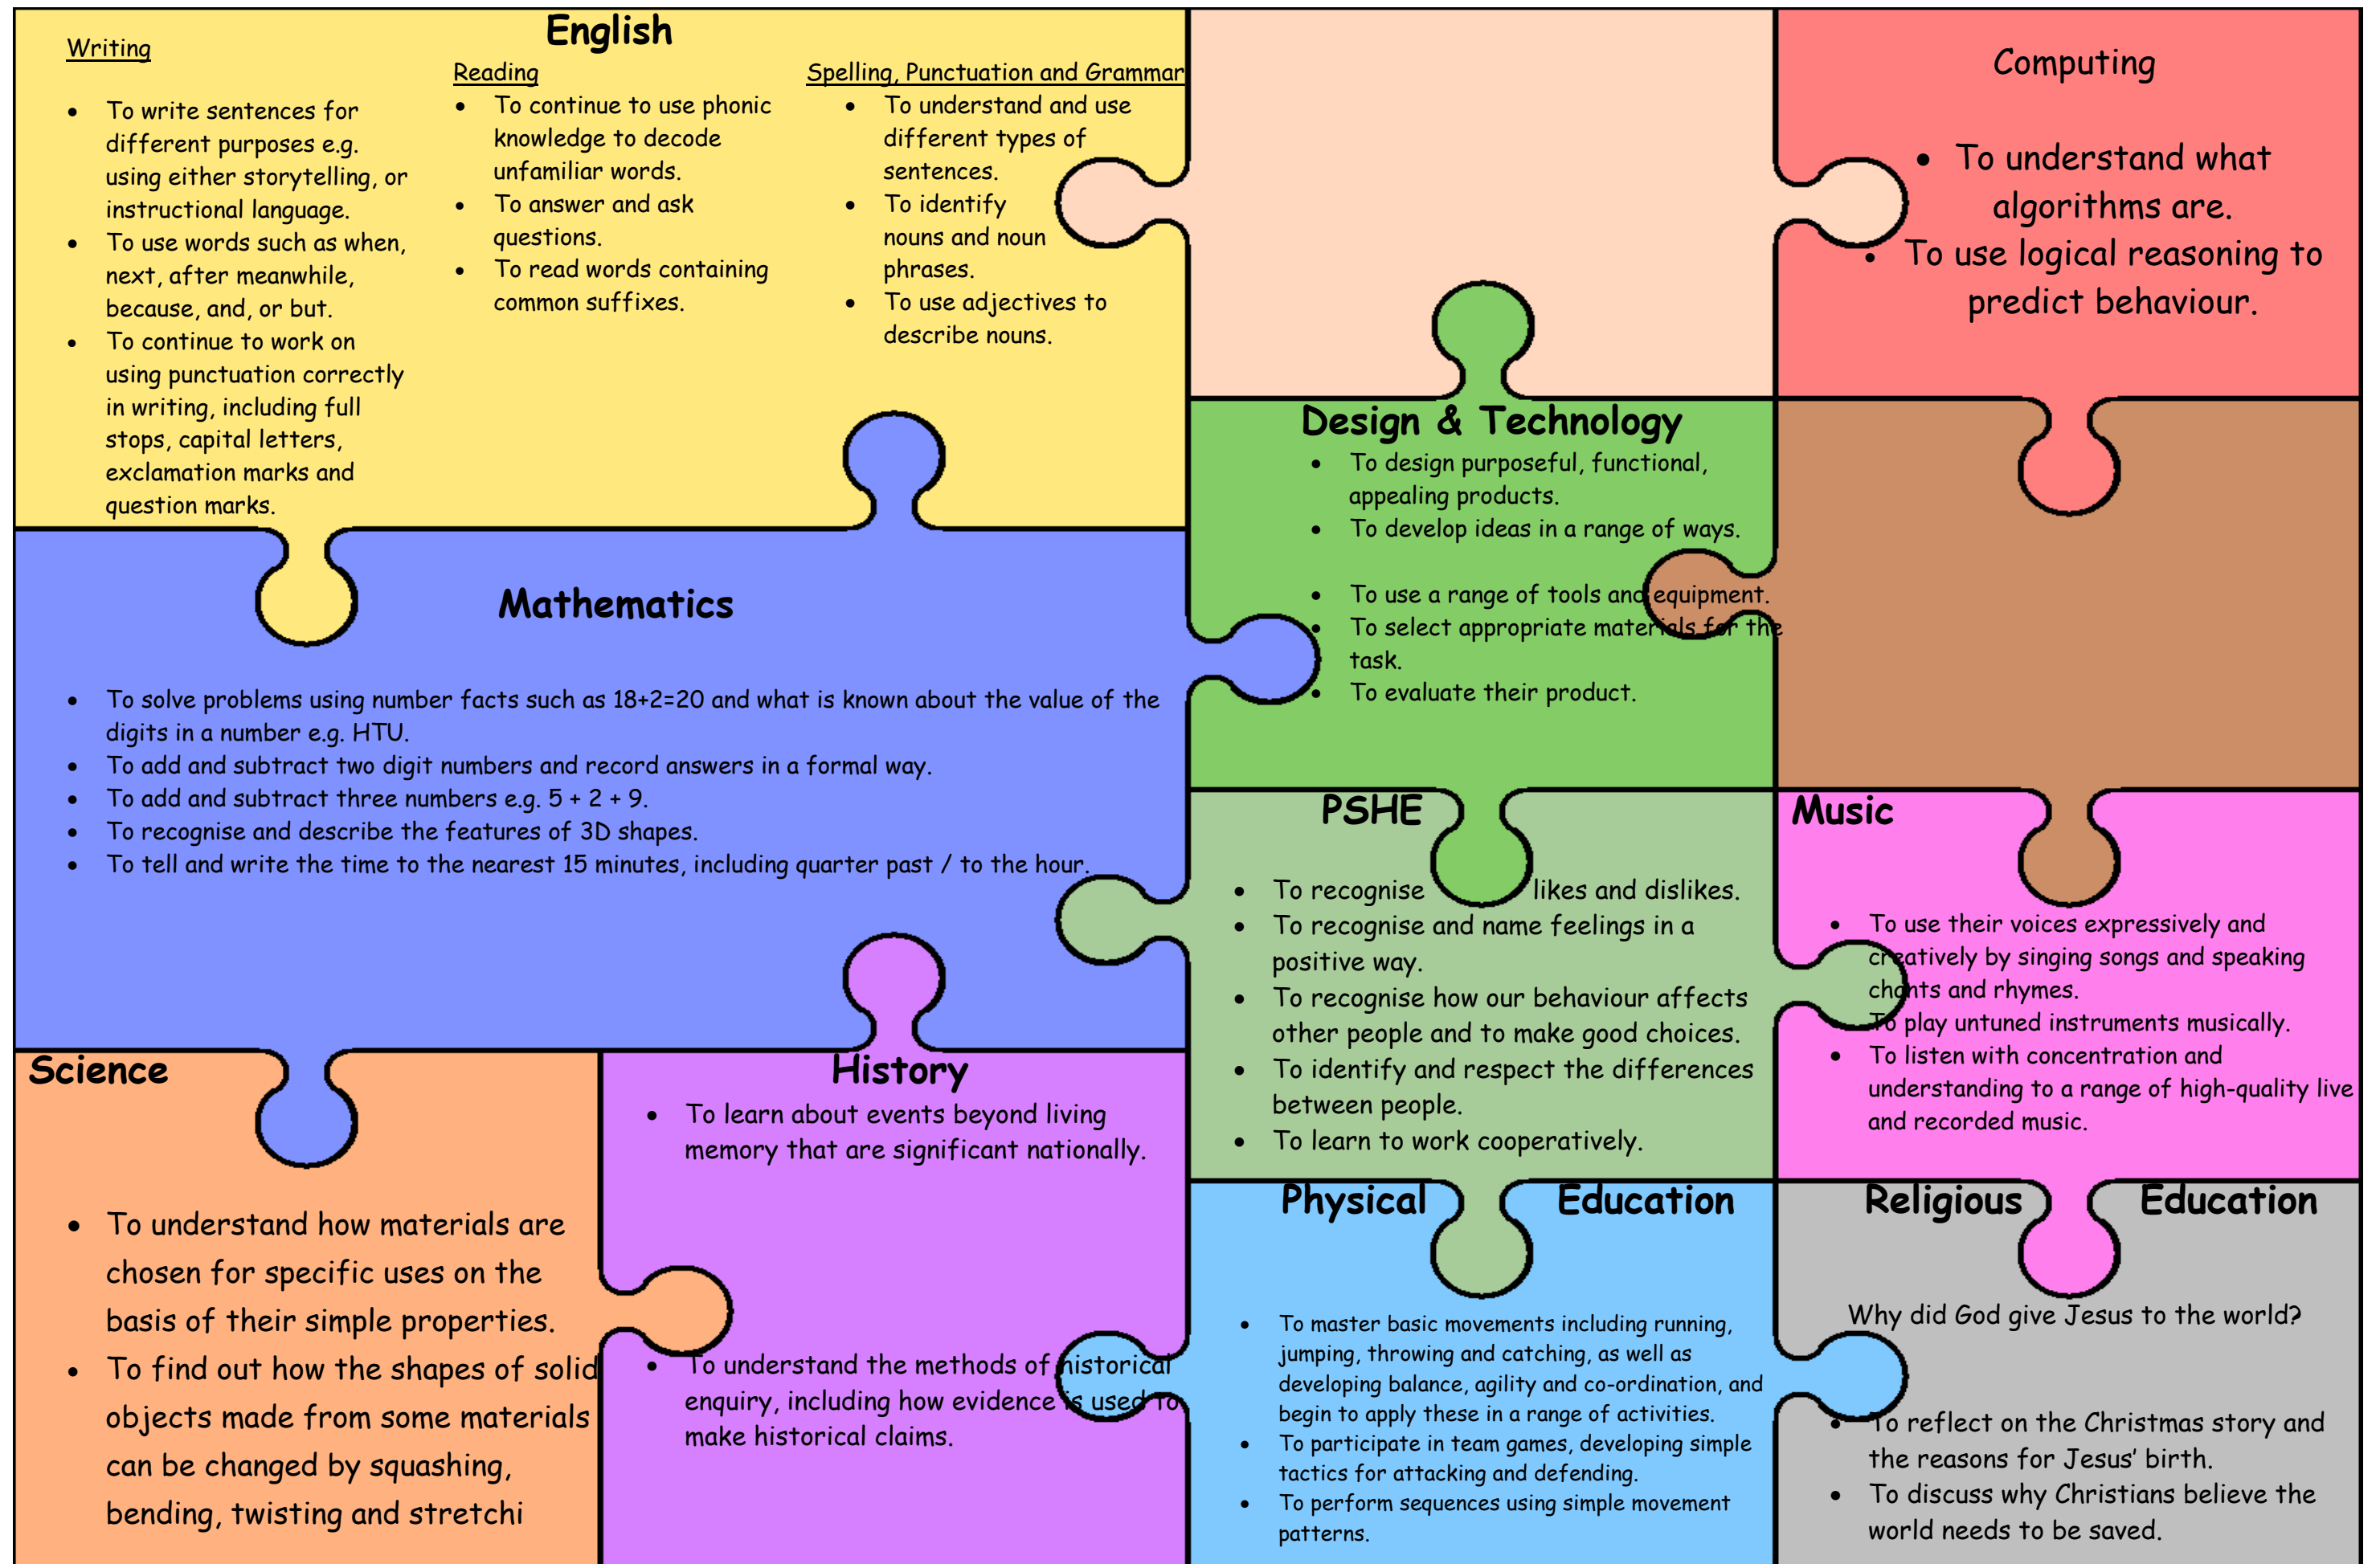 English
Writing
• To write sentences for
different purposes e.g.
using either storytelling, or
instructional language.
• To use words such as when,
next, after meanwhile,
because, and, or but.
• To continue to work on
using punctuation correctly
in writing, including full
stops, capital letters,
exclamation marks and
question marks.
Reading
• To continue to use phonic
knowledge to decode
unfamiliar words.
• To answer and ask
questions.
• To read words containing
common suffixes.
Spelling, Punctuation and Grammar
• To understand and use
different types of
sentences.
• To identify
nouns and noun
phrases.
• To use adjectives to
describe nouns.
Computing
• To understand what
algorithms are.
• To use logical reasoning to
predict behaviour.
Design & Technology
• To design purposeful, functional,
appealing products.
• To develop ideas in a range of ways.
• To use a range of tools and equipment.
• To select appropriate materials for the
task.
• To evaluate their product.
Mathematics
• To solve problems using number facts such as 18+2=20 and what is known about the value of the
digits in a number e.g. HTU.
• To add and subtract two digit numbers and record answers in a formal way.
• To add and subtract three numbers e.g. 5 + 2 + 9.
• To recognise and describe the features of 3D shapes.
• To tell and write the time to the nearest 15 minutes, including quarter past / to the hour.
PSHE
• To recognise likes and dislikes.
• To recognise and name feelings in a
positive way.
• To recognise how our behaviour affects
other people and to make good choices.
• To identify and respect the differences
between people.
• To learn to work cooperatively.
Music
• To use their voices expressively and
creatively by singing songs and speaking
chants and rhymes.
To play untuned instruments musically.
• To listen with concentration and
understanding to a range of high-quality live
and recorded music.
Science
• To understand how materials are
chosen for specific uses on the
basis of their simple properties.
• To find out how the shapes of solid
objects made from some materials
can be changed by squashing,
bending, twisting and stretchi
History
• To learn about events beyond living
memory that are significant nationally.
• To understand the methods of historical
enquiry, including how evidence is used to
make historical claims.
Physical Education
• To master basic movements including running,
jumping, throwing and catching, as well as
developing balance, agility and co-ordination, and
begin to apply these in a range of activities.
• To participate in team games, developing simple
tactics for attacking and defending.
• To perform sequences using simple movement
patterns.
Religious Education
Why did God give Jesus to the world?
• To reflect on the Christmas story and
the reasons for Jesus’ birth.
• To discuss why Christians believe the
world needs to be saved.